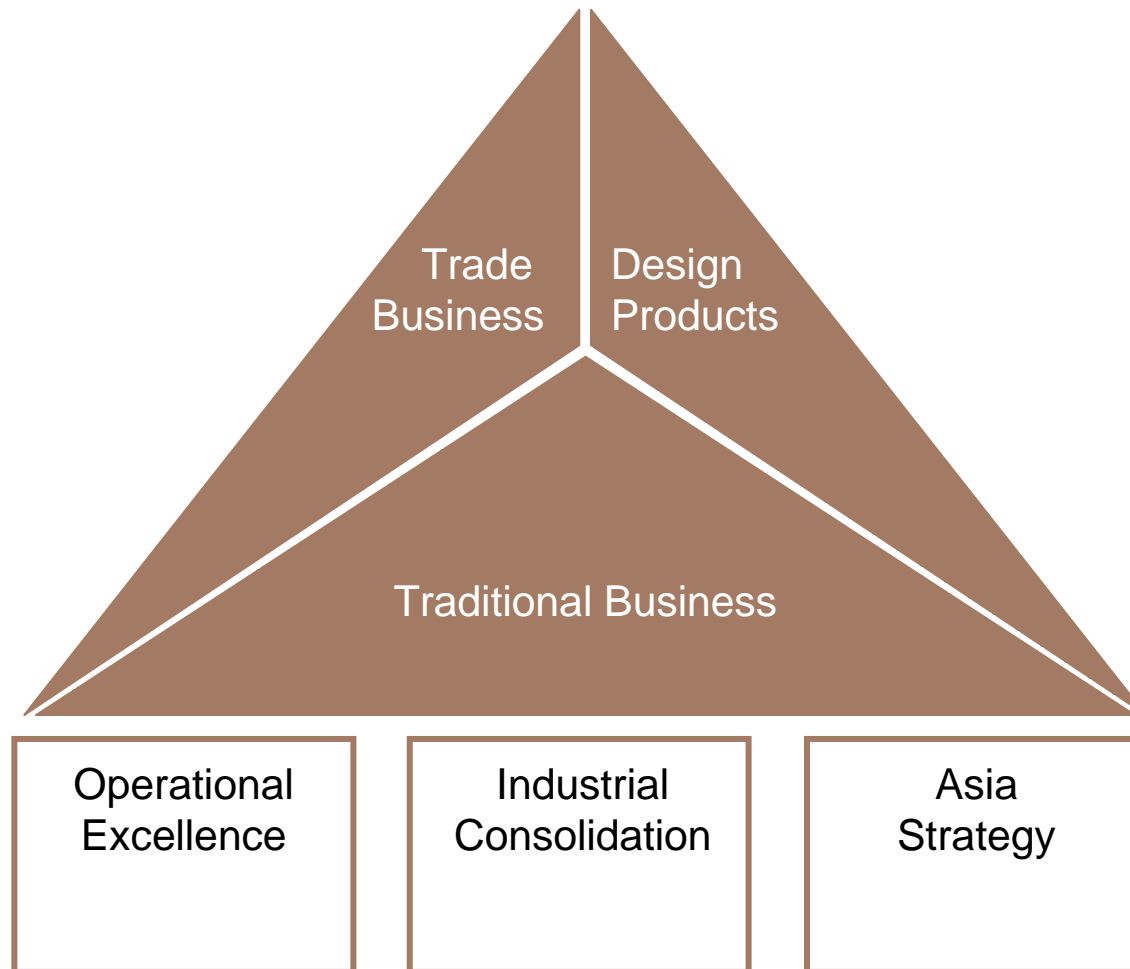 Trade
Business
Design
Products
Traditional Business
Operational
Excellence
Industrial
Consolidation
Asia
Strategy